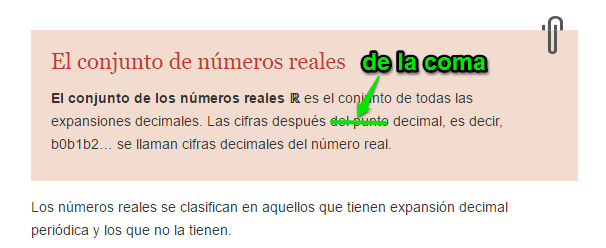 El conjunto de números reales de la coma
El conjunto de los números reales ℝ es el conjunto de todas las
expansiones decimales. Las cifras después del punto decimal, es decir,
b0b1b2… se llaman cifras decimales del número real.
Los números reales se clasifican en aquellos que tienen expansión decimal
periódica y los que no la tienen.